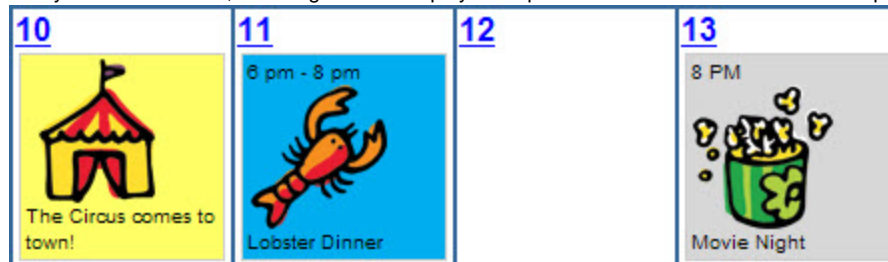 10
11
12
13
6 pm - 8 pm
8 PM
The Circus comes to
town!
Lobster Dinner
Movie Night